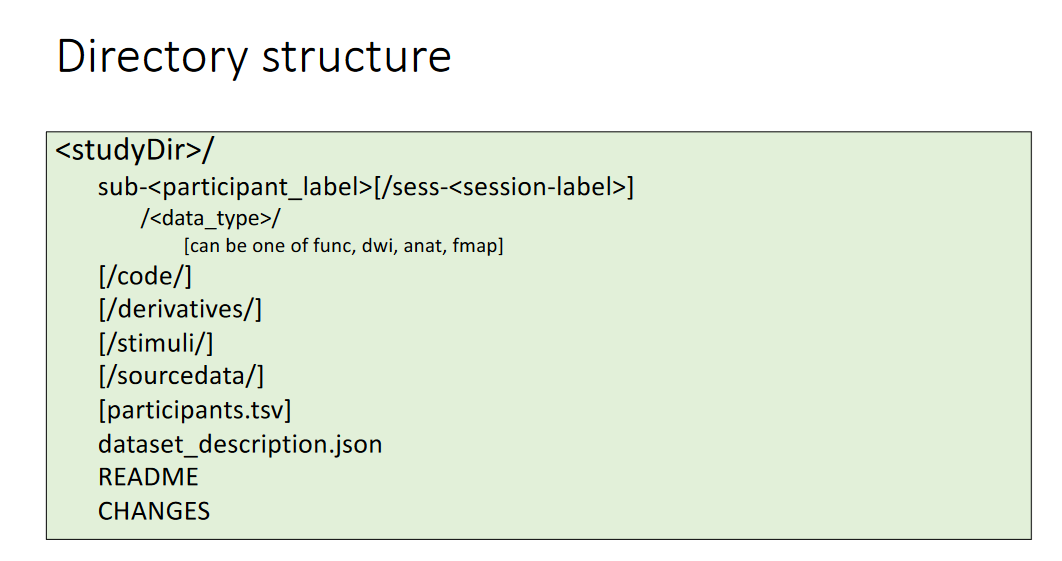 Directory structure
<studyDir>/
sub-<participant_label>[/sess-<session-label>]
/<data_type>/
[can be one of func, dwi, anat, fmap]
[/code/]
[/derivatives/]
[/stimuli/]
[/sourcedata/]
[participants.tsv]
dataset_description.json
README
CHANGES